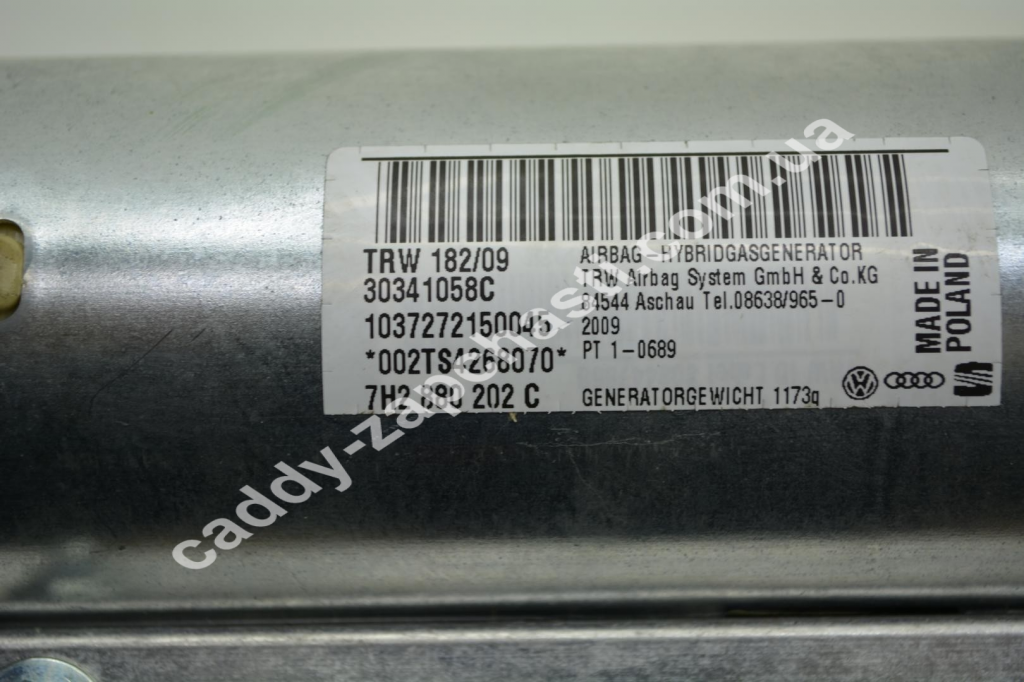 TRW 182/09
30341058C
1037272150045
*002TS4268070*
7H2 880 202 C
AIRBAG-HYBRIDGASGENERATOR
TRW Airbag System GmbH & Co.KG
84544 Aschau Tel.08638/965-0
2009
PT 1-0689
GENERATORGEWICHT 1173g
MADE IN
POLAND
caddy-zapchasti.com.ua